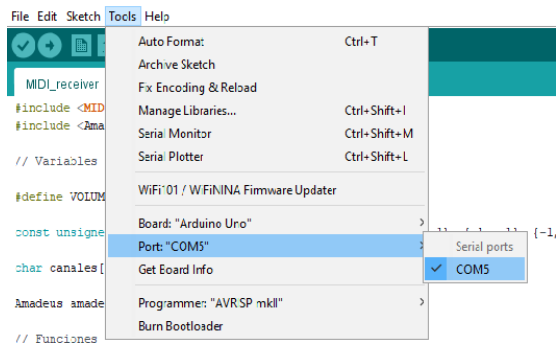 File Edit Sketch Tools Help
Auto Format Ctrl+T
Archive Sketch
Fix Encoding & Reload
Manage Libraries... Ctrl+Shift+I
Serial Monitor Ctrl+Shift+M
Serial Plotter Ctrl+Shift+L
WiFi101 / WiFiNINA Firmware Updater
Board: "Arduino Uno"
Port: "COM5"
Get Board Info
Programmer: "AVRISP mkII"
Burn Bootloader
Serial ports
COM5
MIDI_receiver
#include <MID
#include <Ama
// Variables
#define VOLUM
const unsigne {-1,
char canales[
Amadeus amade
// Funciones